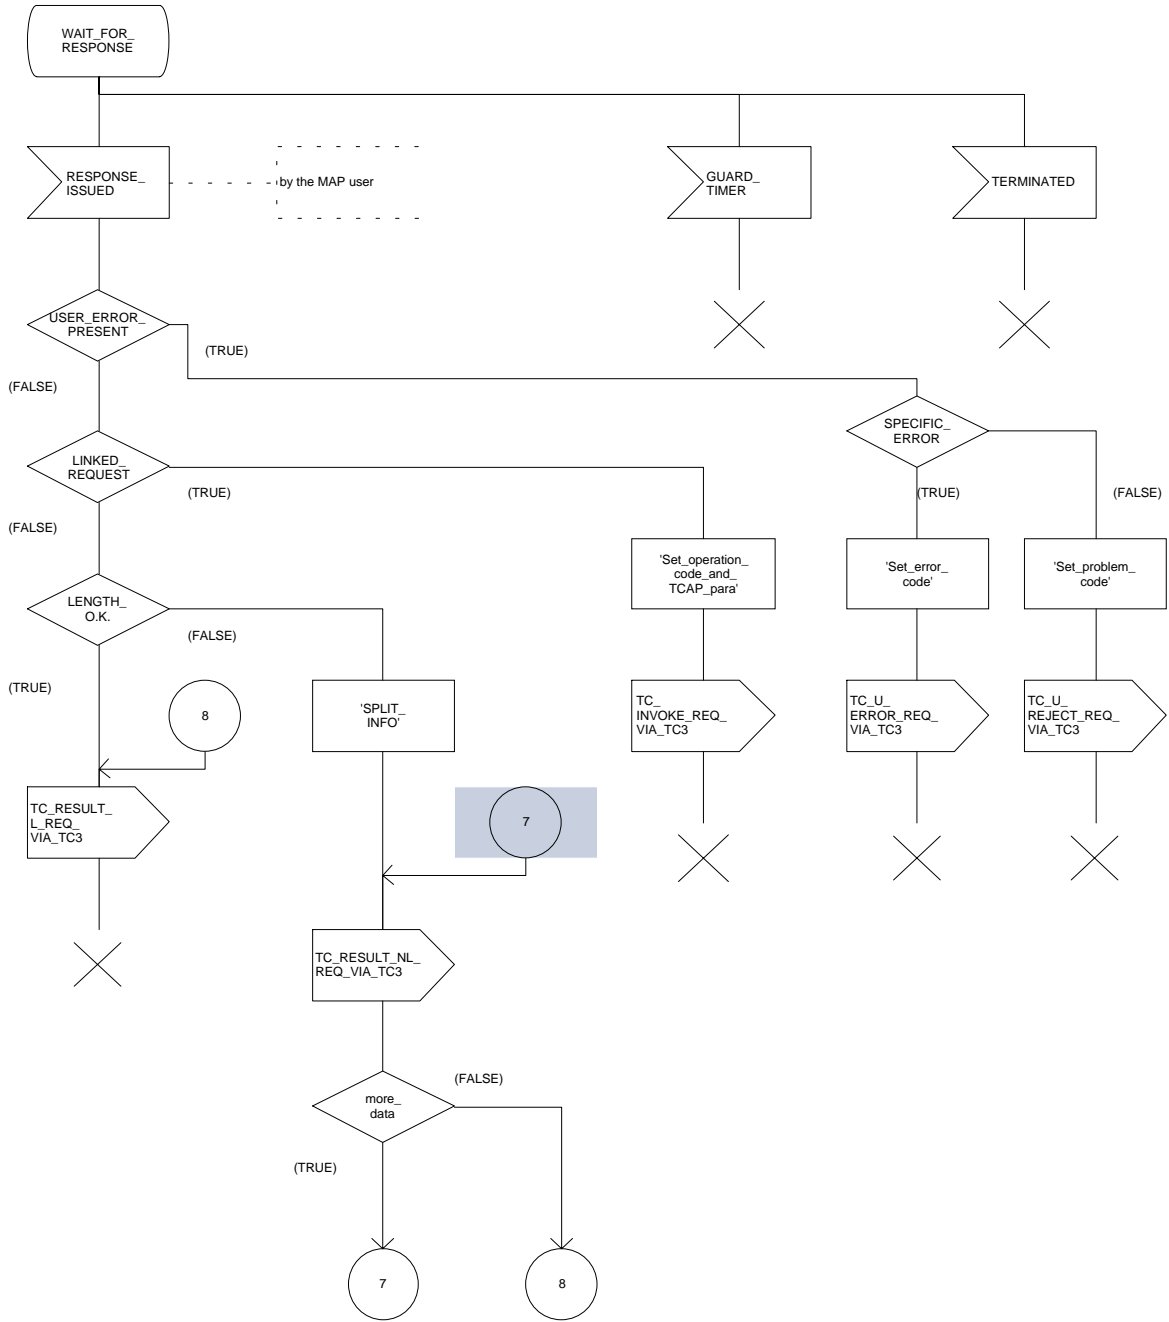 WAIT_FOR_
RESPONSE
RESPONSE_
ISSUED
by the MAP user
GUARD_
TIMER
TERMINATED
USER_ERROR_
PRESENT
(TRUE)
(FALSE)
SPECIFIC_
ERROR
LINKED_
REQUEST
(TRUE)
(TRUE)
(FALSE)
(FALSE)
'Set_operation_
code_and_
TCAP_para'
'Set_error_
code'
'Set_problem_
code'
LENGTH_
O.K.
(FALSE)
(TRUE)
8
'SPLIT_
INFO'
TC_
INVOKE_REQ_
VIA_TC3
TC_U_
ERROR_REQ_
VIA_TC3
TC_U_
REJECT_REQ_
VIA_TC3
TC_RESULT_
L_REQ_
VIA_TC3
7
TC_RESULT_NL_
REQ_VIA_TC3
(FALSE)
more_
data
(TRUE)
7
8